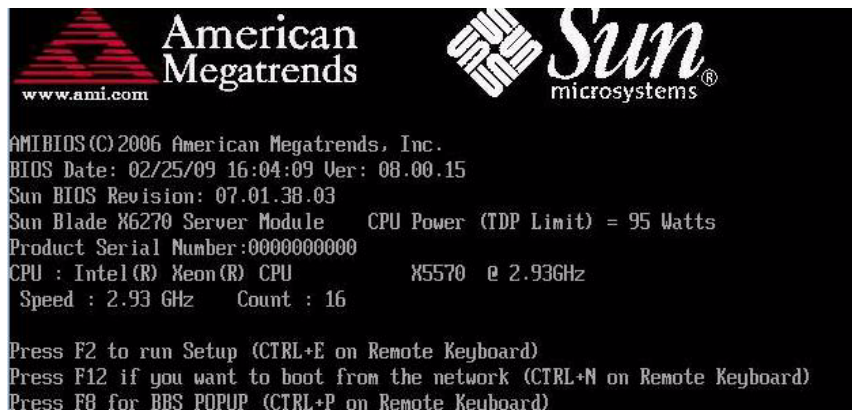 American
Megatrends
www.ami.com
Sun
microsystems®
AMIBIOS(C)2006 American Megatrends, Inc.
BIOS Date: 02/25/09 16:04:09 Ver: 08.00.15
Sun BIOS Revision: 07.01.38.03
Sun Blade X6270 Server Module    CPU Power (TDP Limit) = 95 Watts
Product Serial Number:0000000000
CPU : Intel(R) Xeon(R) CPU           X5570  @ 2.93GHz
 Speed : 2.93 GHz    Count : 16
Press F2 to run Setup (CTRL+E on Remote Keyboard)
Press F12 if you want to boot from the network (CTRL+N on Remote Keyboard)
Press F8 for BBS POPUP (CTRL+P on Remote Keyboard)